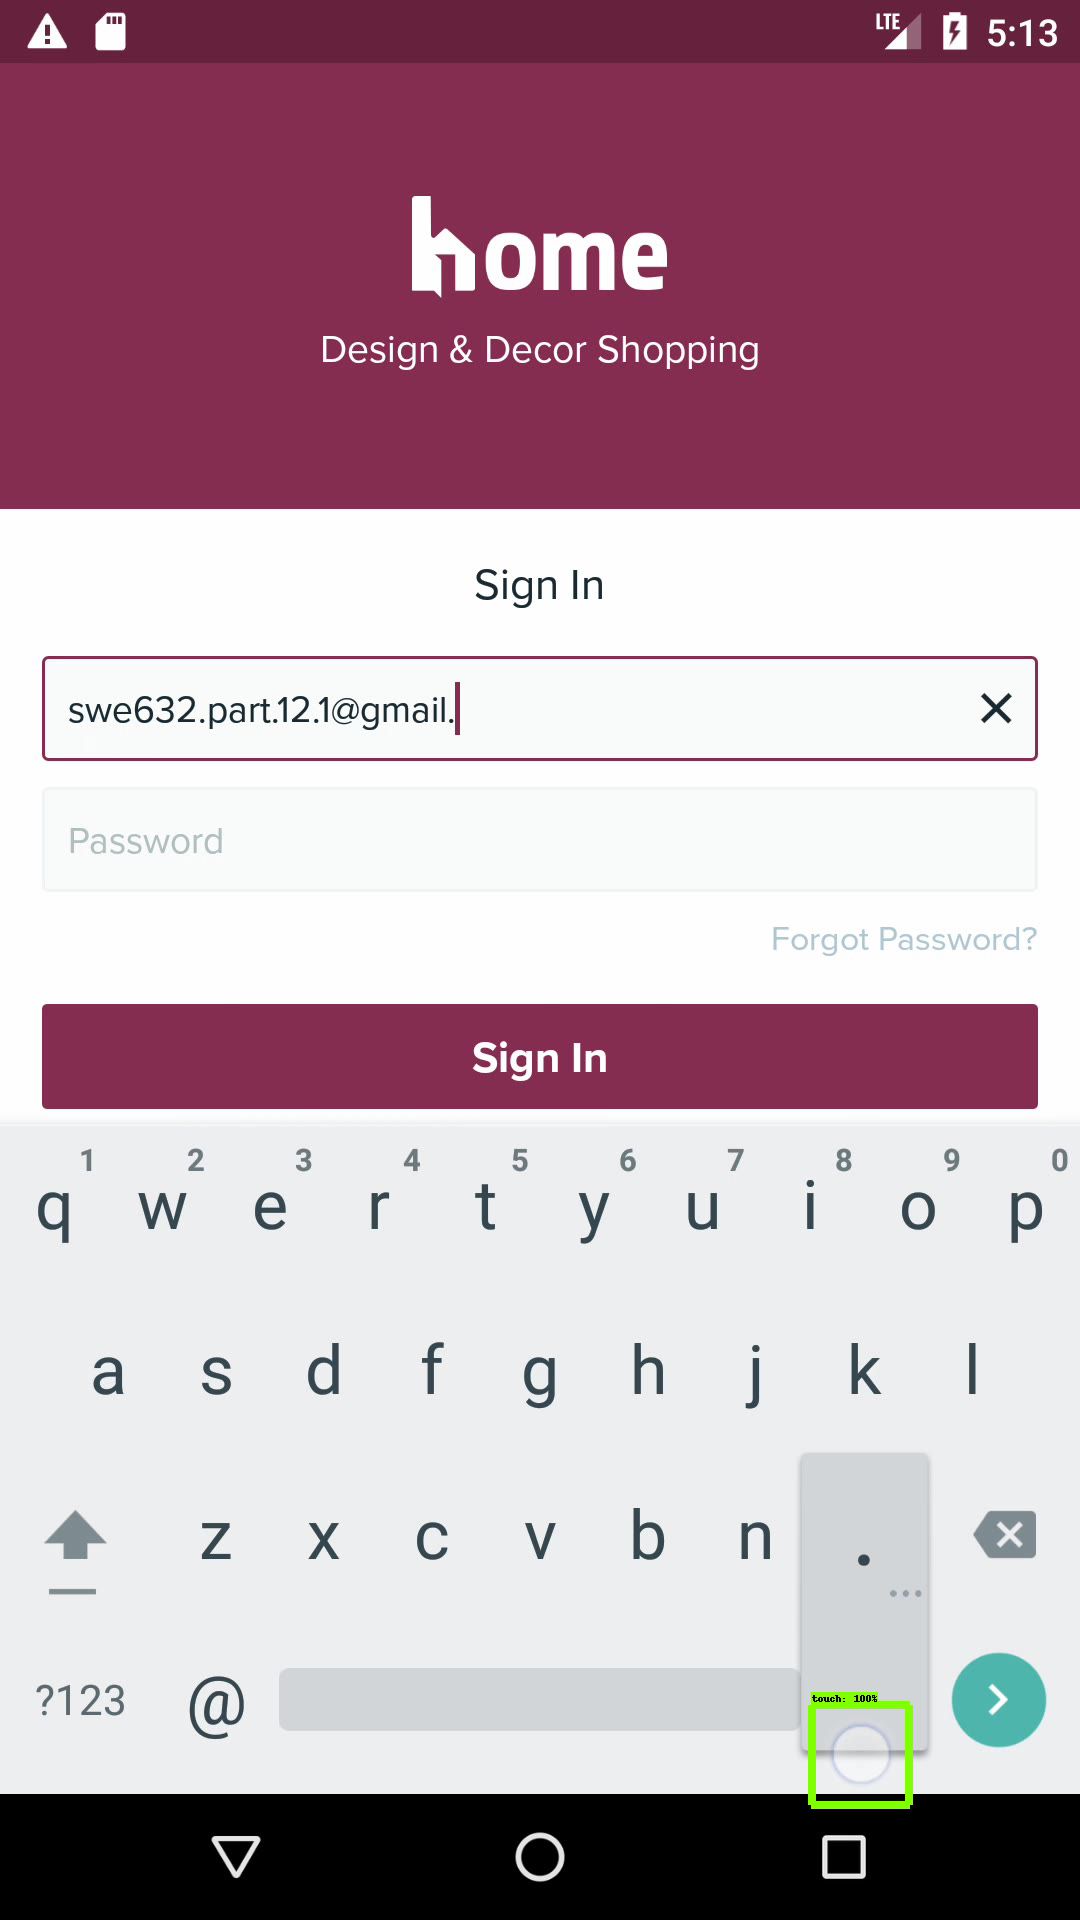 LTE 5:13
home
Design & Decor Shopping
Sign In
swe632.part.12.1@gmail.
Password
Forgot Password?
Sign In
1 2 3 4 5 6 7 8 9 0
q w e r t y u i o p
a s d f g h j k l
z x c v b n .
...
?123 @
touch: 100%